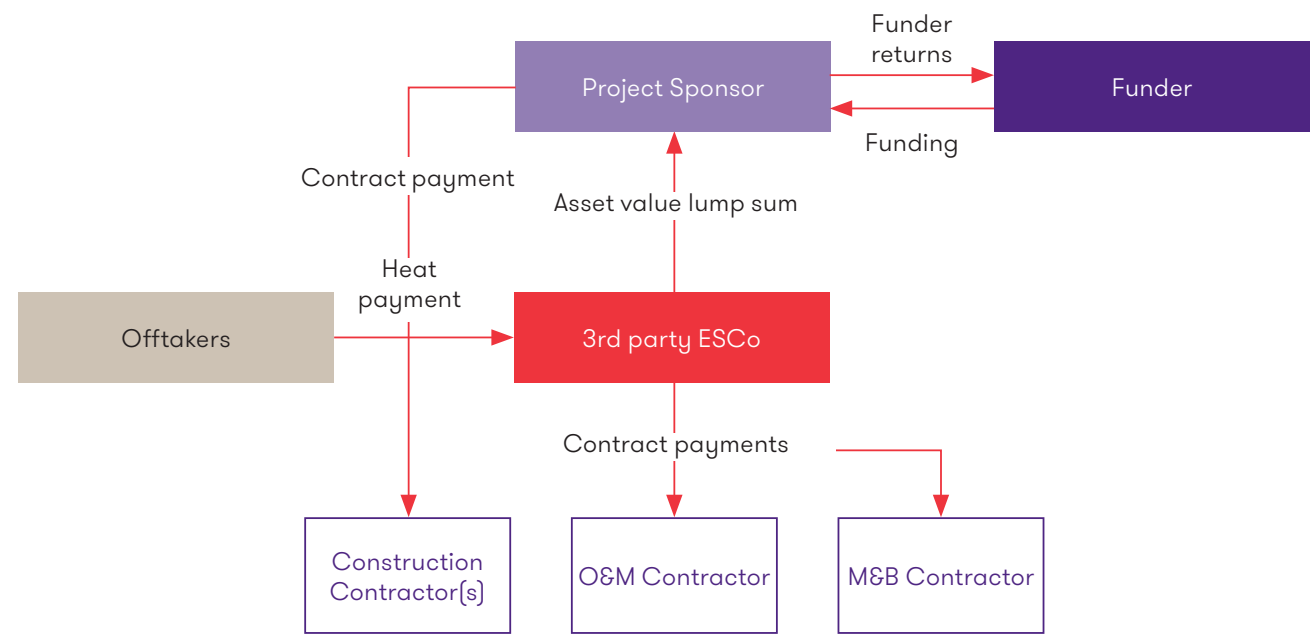 Funder
returns
Project Sponsor
Funder
Funding
Contract payment
Asset value lump sum
Heat
payment
Offtakers
3rd party ESCo
Contract payments
Construction
Contractor(s)
O&M Contractor
M&B Contractor